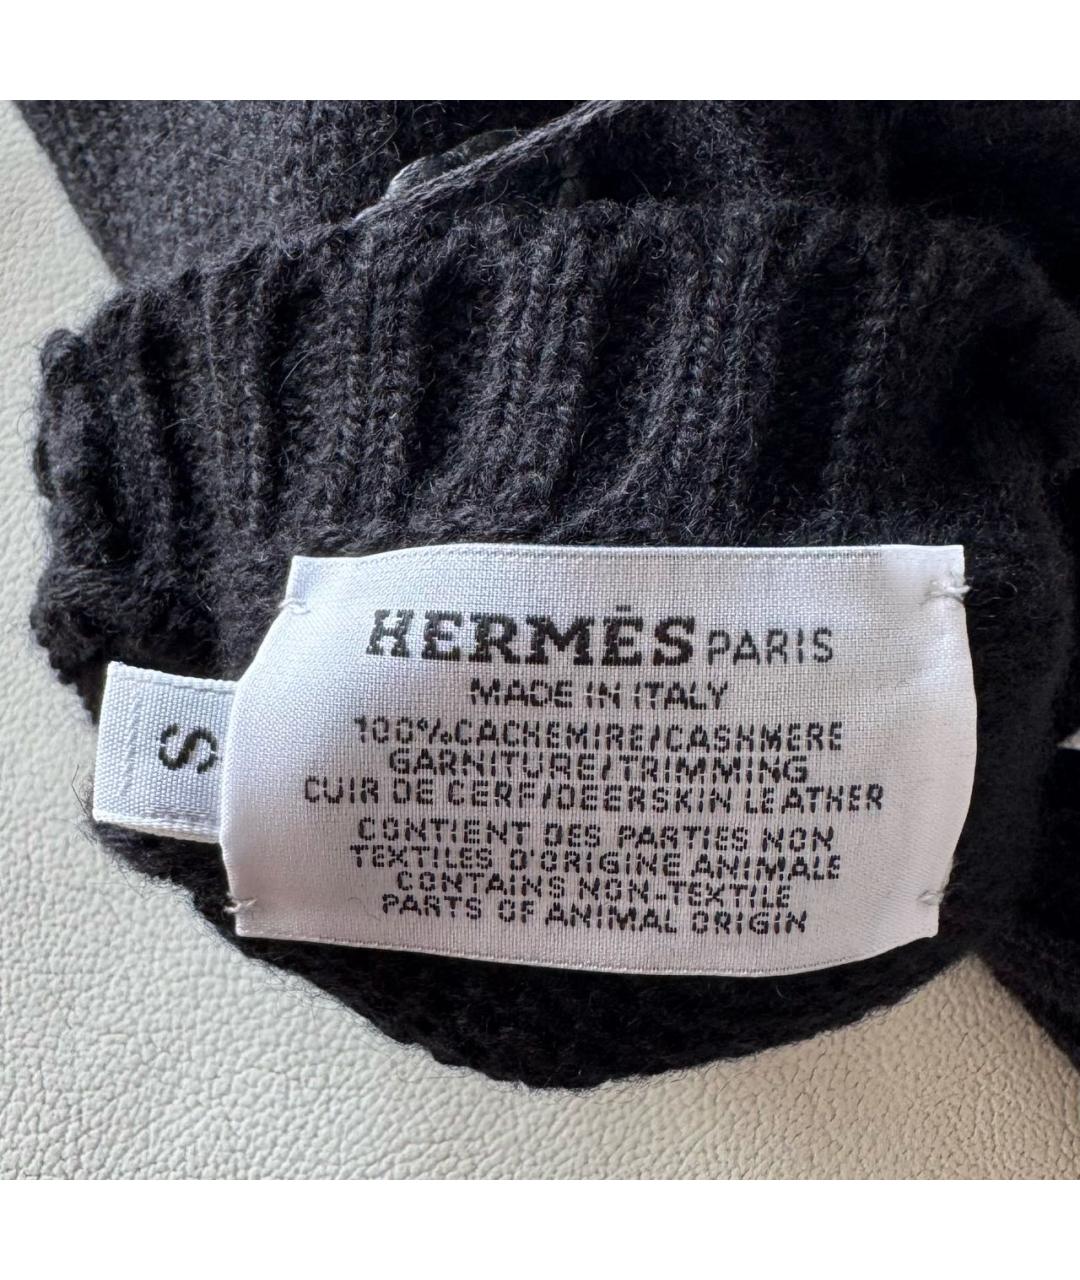 HERMÈS PARIS
MADE IN ITALY
100% CACHEMIRE/CASHMERE
GARNITURE/TRIMMING
CUIR DE CERF/DEERSKIN LEATHER
CONTIENT DES PARTIES NON
TEXTILES D'ORIGINE ANIMALE
CONTAINS NON-TEXTILE
PARTS OF ANIMAL ORIGIN
S